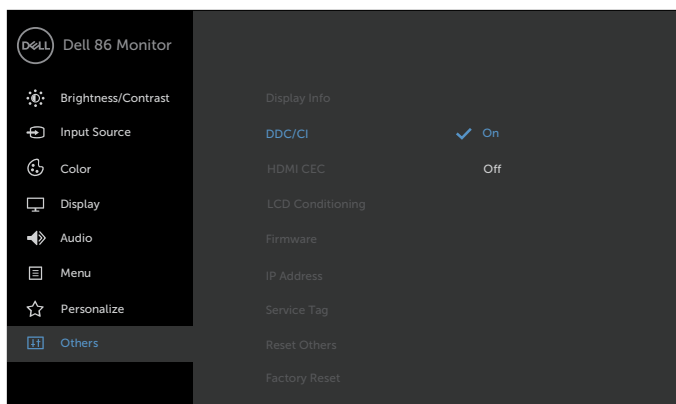 DELL Dell 86 Monitor
Brightness/Contrast
Display Info
Input Source
DDC/CI
On
Color
HDMI CEC
Off
Display
LCD Conditioning
Audio
Firmware
Menu
IP Address
Personalize
Service Tag
Others
Reset Others
Factory Reset